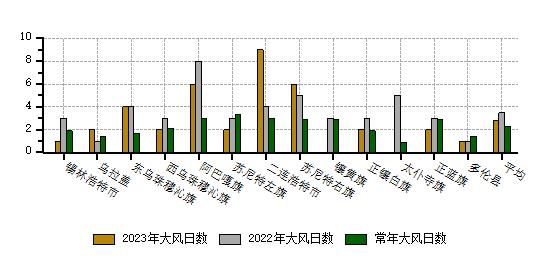 10
8
6
4
2
0
锡林浩特市
乌拉盖
东乌珠穆沁旗
西乌珠穆沁旗
阿巴嘎旗
苏尼特左旗
二连浩特市
苏尼特右旗
镶黄旗
正镶白旗
太仆寺旗
正蓝旗
多伦县
平均
2023年大风日数 2022年大风日数 常年大风日数